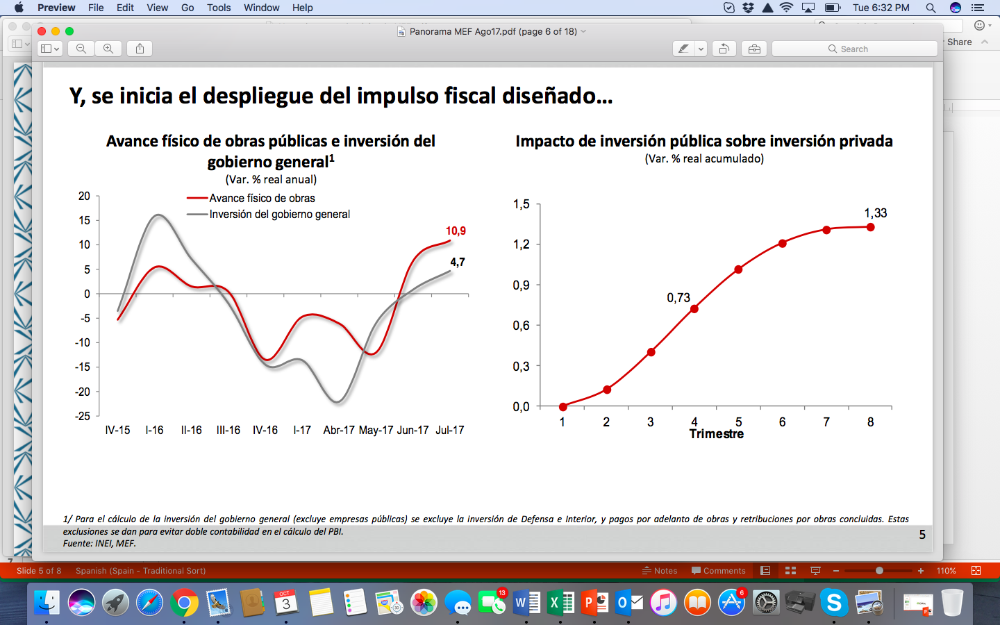 Preview File Edit View Go Tools Window Help
Tue 6:32 PM
Panorama MEF Ago17.pdf (page 6 of 18)
Search
Share
Y, se inicia el despliegue del impulso fiscal diseñado...
Avance físico de obras públicas e inversión del
gobierno general1
(Var. % real anual)
Avance físico de obras
Inversión del gobierno general
20
15
10
5
0
-5
-10
-15
-20
-25
10,9
4,7
IV-15 I-16 II-16 III-16 IV-16 I-17 Abr-17 May-17 Jun-17 Jul-17
Impacto de inversión pública sobre inversión privada
(Var. % real acumulado)
1,5
1,2
0,9
0,6
0,3
0,0
0,73
1,33
1 2 3 4 5 6 7 8
Trimestre
1/ Para el cálculo de la inversión del gobierno general (excluye empresas públicas) se excluye la inversión de Defensa e Interior, y pagos por adelanto de obras y retribuciones por obras concluidas. Estas
exclusiones se dan para evitar doble contabilidad en el cálculo del PBI.
Fuente: INEI, MEF.
5
Slide 5 of 8 Spanish (Spain - Traditional Sort) Notes Comments 110%
OCT
3
13
6